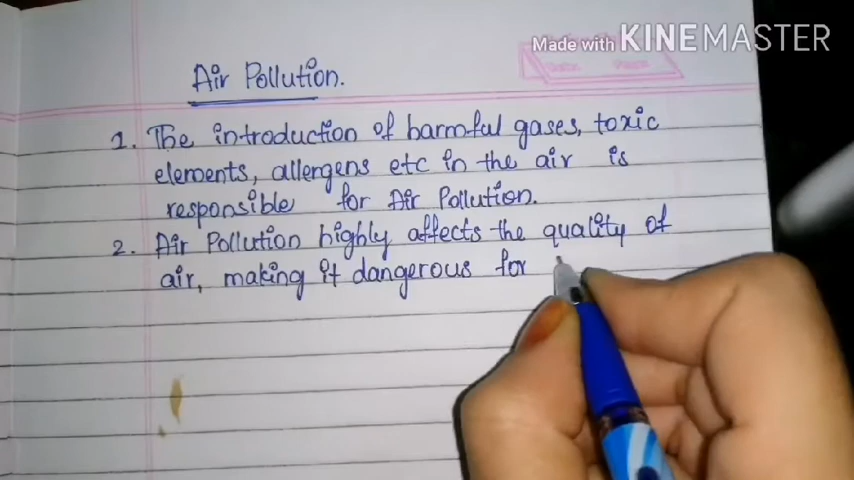 Made with KINEMASTER
Air Pollution.
1. The introduction of harmful gases, toxic
elements, allergens etc in the air is
responsible for Air Pollution.
2. Air Pollution highly affects the quality of
air, making it dangerous for